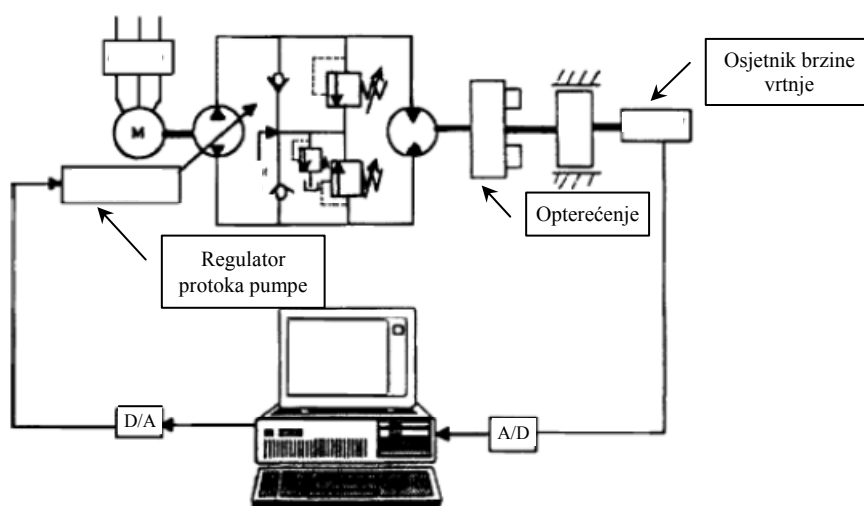 Osjetnik brzine
vrtnje
M
Opterećenje
Regulator
protoka pumpe
D/A
A/D